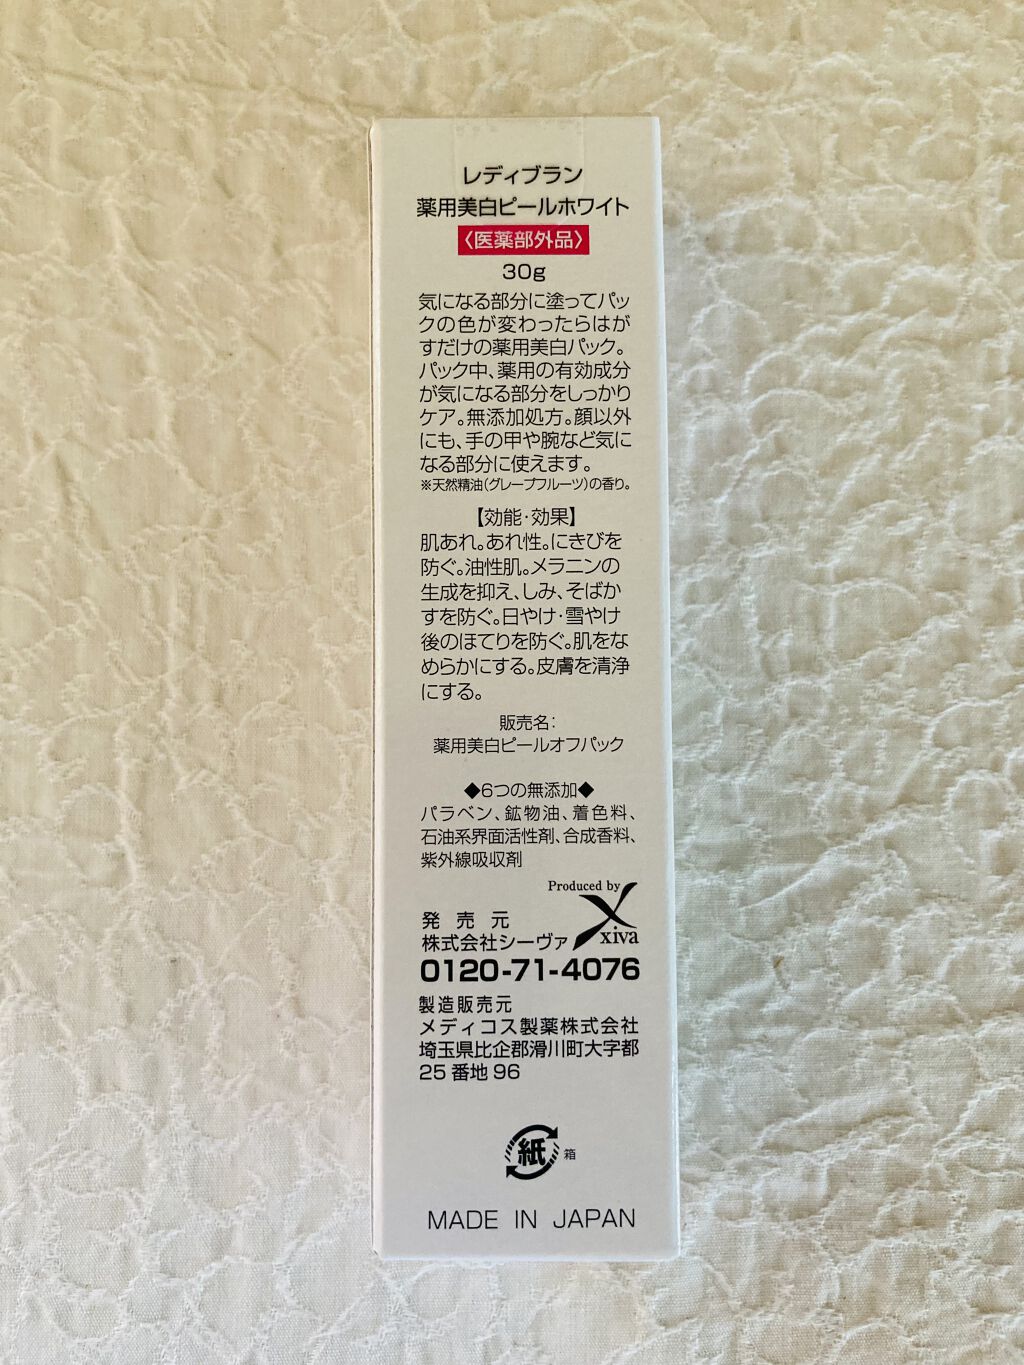 レディブラン
薬用美白ピールホワイト
〈医薬部外品〉
30g
気になる部分に塗ってパッ
クの色が変わったらはが
すだけの薬用美白パック。
パック中、薬用の有効成分
が気になる部分をしっかり
ケア。無添加処方。顔以外
にも、手の甲や腕など気に
なる部分に使えます。
※天然精油(グレープフルーツ)の香り。
【効能・効果】
肌あれ。あれ性。にきびを
防ぐ。油性肌。メラニンの
生成を抑え、しみ、そばか
すを防ぐ。日やけ・雪やけ
後のほてりを防ぐ。肌をな
めらかにする。皮膚を清浄
にする。
販売名:
薬用美白ピールオフパック
◆6つの無添加◆
パラベン、鉱物油、着色料、
石油系界面活性剤、合成香料、
紫外線吸収剤
Produced by
xiva
発売元
株式会社シーヴァ
0120-71-4076
製造販売元
メディコス製薬株式会社
埼玉県比企郡滑川町大字都
25番地96
紙 箱
MADE IN JAPAN